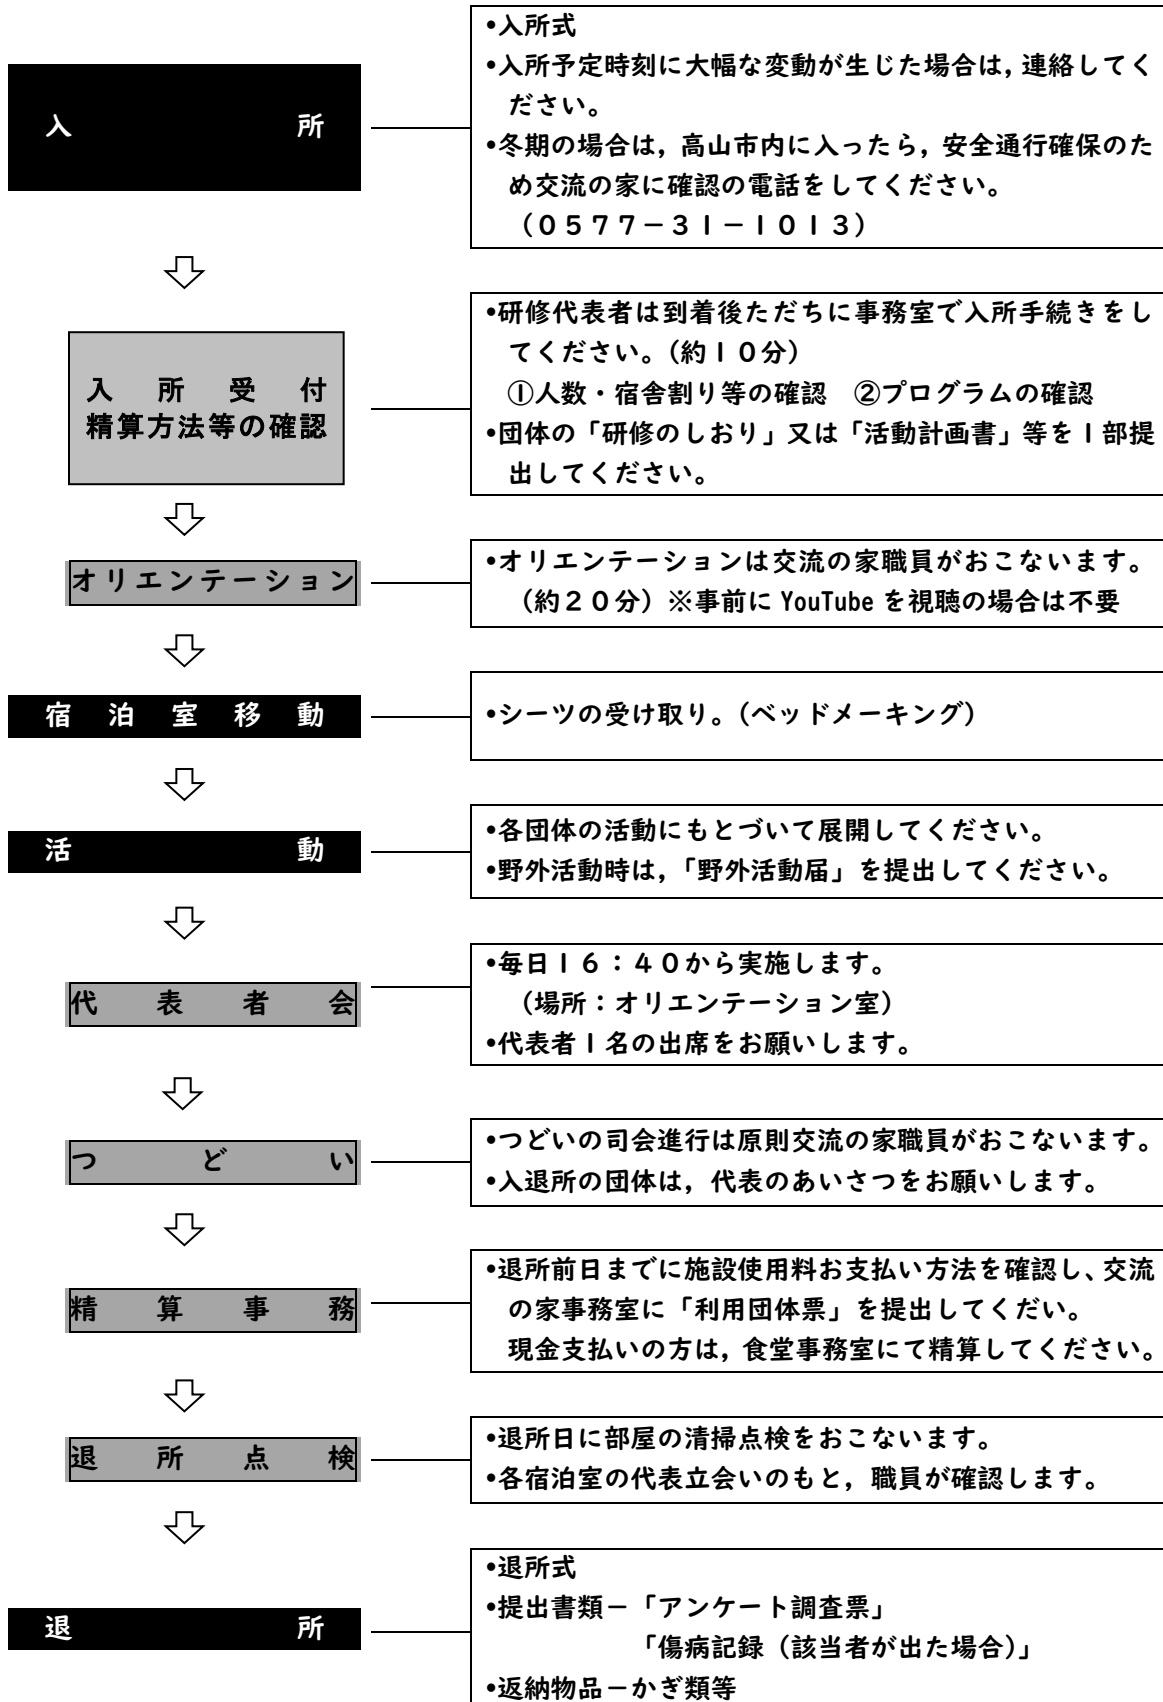 入所
•入所式
•入所予定時刻に大幅な変動が生じた場合は，連絡してく
ださい。
•冬期の場合は，高山市内に入ったら，安全通行確保のた
め交流の家に確認の電話をしてください。
（０５７７－３１－１０１３）
入所受付
精算方法等の確認
•研修代表者は到着後ただちに事務室で入所手続きをし
てください。（約１０分）
①人数・宿舎割り等の確認　②プログラムの確認
•団体の「研修のしおり」又は「活動計画書」等を１部提
出してください。
オリエンテーション
•オリエンテーションは交流の家職員がおこないます。
（約２０分）※事前に YouTube を視聴の場合は不要
宿泊室移動
•シーツの受け取り。（ベッドメーキング）
活動
•各団体の活動にもとづいて展開してください。
•野外活動時は，「野外活動届」を提出してください。
代表者会
•毎日１６：４０から実施します。
（場所：オリエンテーション室）
•代表者１名の出席をお願いします。
つどい
•つどいの司会進行は原則交流の家職員がおこないます。
•入退所の団体は，代表のあいさつをお願いします。
精算事務
•退所前日までに施設使用料お支払い方法を確認し、交流
の家事務室に「利用団体票」を提出してくだい。
現金支払いの方は，食堂事務室にて精算してください。
退所点検
•退所日に部屋の清掃点検をおこないます。
•各宿泊室の代表立会いのもと，職員が確認します。
退所
•退所式
•提出書類－「アンケート調査票」
「傷病記録（該当者が出た場合）」
•返納物品－かぎ類等